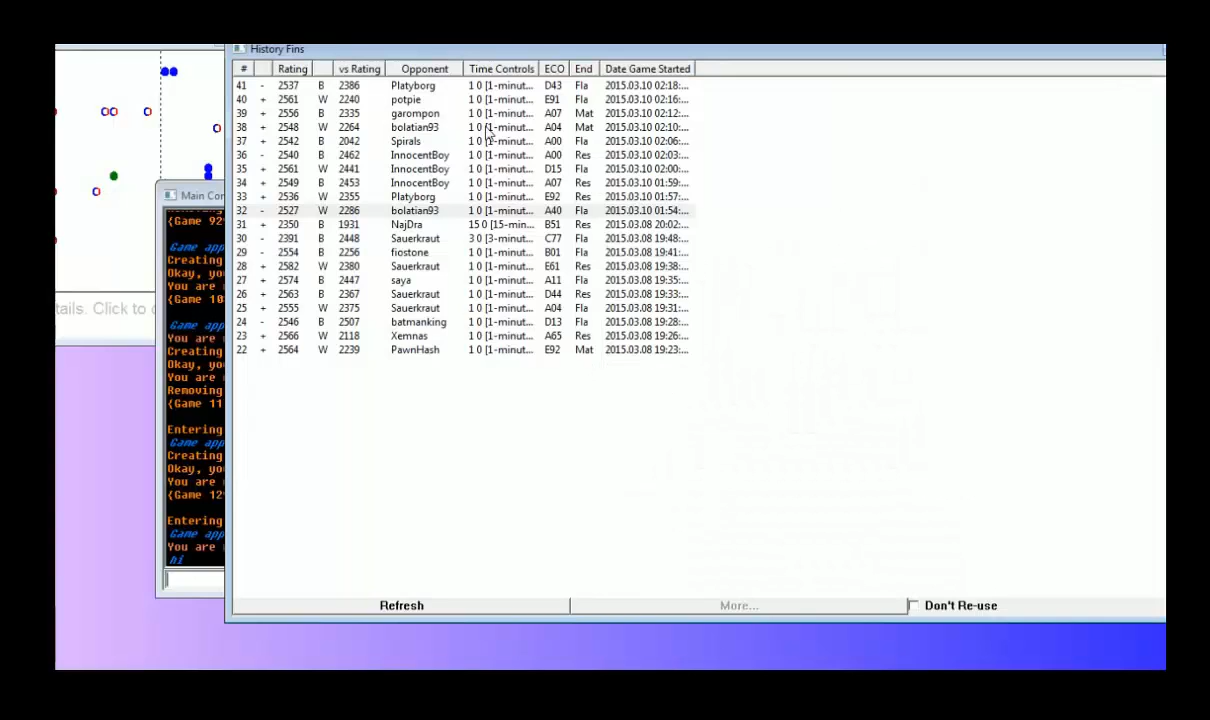 History Fins
# Rating vs Rating Opponent Time Controls ECO End Date Game Started
41 - 2537 B 2386 Platyborg 1 0 [1-minut... D43 Fla 2015.03.10 02:18:...
40 + 2561 W 2240 potpie 1 0 [1-minut... E91 Fla 2015.03.10 02:16:...
39 + 2556 B 2335 garompon 1 0 [1-minut... A07 Mat 2015.03.10 02:12:...
38 + 2548 W 2264 bolatian93 1 0 [1-minut... A04 Mat 2015.03.10 02:10:...
37 + 2542 B 2042 Spirals 1 0 [1-minut... A00 Fla 2015.03.10 02:06:...
36 - 2540 B 2462 InnocentBoy 1 0 [1-minut... A00 Res 2015.03.10 02:03:...
35 + 2561 W 2441 InnocentBoy 1 0 [1-minut... D15 Fla 2015.03.10 02:00:...
34 + 2549 B 2453 InnocentBoy 1 0 [1-minut... A07 Res 2015.03.10 01:59:...
33 + 2536 W 2355 Platyborg 1 0 [1-minut... E92 Res 2015.03.10 01:57:...
32 - 2527 W 2286 bolatian93 1 0 [1-minut... A40 Fla 2015.03.10 01:54:...
31 + 2350 B 1931 NajDra 15 0 [15-min... B51 Res 2015.03.08 20:02:...
30 - 2391 B 2448 Sauerkraut 3 0 [3-minut... C77 Fla 2015.03.08 19:48:...
29 - 2554 B 2256 fiostone 1 0 [1-minut... B01 Fla 2015.03.08 19:41:...
28 + 2582 W 2380 Sauerkraut 1 0 [1-minut... E61 Res 2015.03.08 19:38:...
27 + 2574 B 2447 saya 1 0 [1-minut... A11 Fla 2015.03.08 19:35:...
26 + 2563 B 2367 Sauerkraut 1 0 [1-minut... D44 Res 2015.03.08 19:33:...
25 + 2555 W 2375 Sauerkraut 1 0 [1-minut... A04 Fla 2015.03.08 19:31:...
24 - 2546 B 2507 batmanking 1 0 [1-minut... D13 Fla 2015.03.08 19:28:...
23 + 2566 W 2118 Xemnas 1 0 [1-minut... A65 Res 2015.03.08 19:26:...
22 + 2564 W 2239 PawnHash 1 0 [1-minut... E92 Mat 2015.03.08 19:23:...
Refresh More... Don't Re-use
tails. Click to
Main Con
{Game 92
Game app
Creating
Okay, yo
You are
{Game 10
Game app
You are
Creating
Okay, yo
You are
Removing
{Game 11
Entering
Game app
Creating
Okay, yo
You are
{Game 12
Entering
Game app
You are
hi